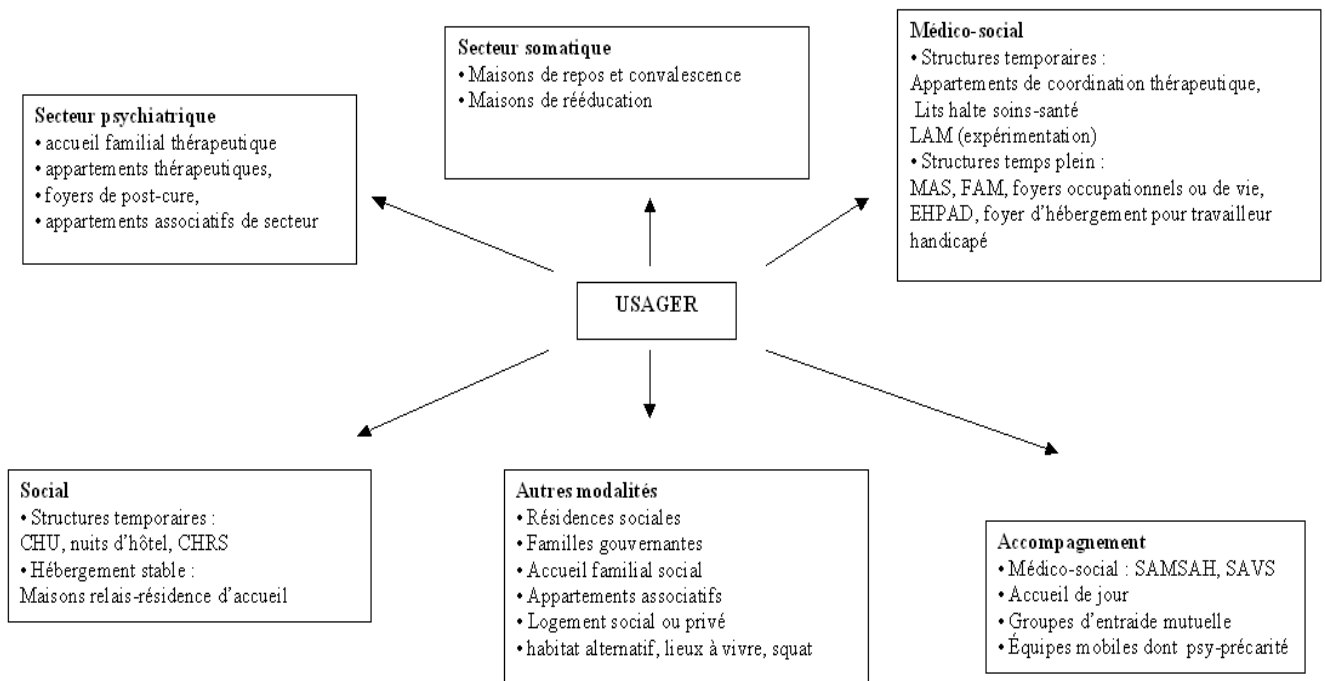 Secteur psychiatrique
• accueil familial thérapeutique
• appartements thérapeutiques,
• foyers de post-cure,
• appartements associatifs de secteur
Secteur somatique
• Maisons de repos et convalescence
• Maisons de rééducation
Médico-social
• Structures temporaires :
Appartements de coordination thérapeutique,
Lits halte soins-santé
LAM (expérimentation)
• Structures temps plein :
MAS, FAM, foyers occupationnels ou de vie,
EHPAD, foyer d'hébergement pour travailleur
handicapé
USAGER
Social
• Structures temporaires :
CHU, nuits d'hôtel, CHRS
• Hébergement stable :
Maisons relais-résidence d'accueil
Autres modalités
• Résidences sociales
• Familles gouvernantes
• Accueil familial social
• Appartements associatifs
• Logement social ou privé
• habitat alternatif, lieux à vivre, squat
Accompagnement
• Médico-social : SAMSAH, SAVS
• Accueil de jour
• Groupes d'entraide mutuelle
• Équipes mobiles dont psy-précarité